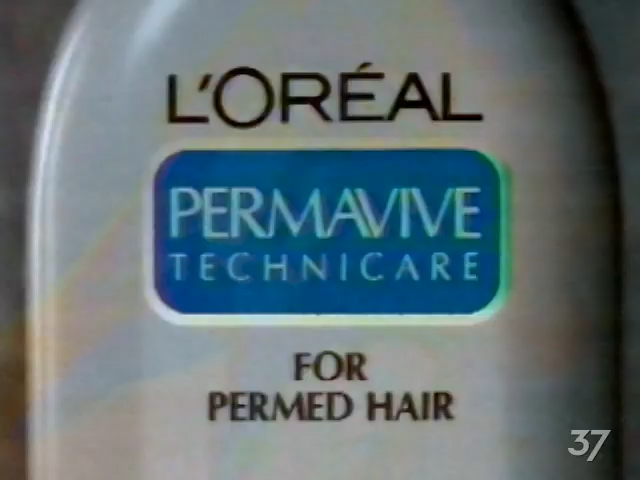 L'ORÉAL
PERMAVIVE
TECHNICARE
FOR
PERMED HAIR
37